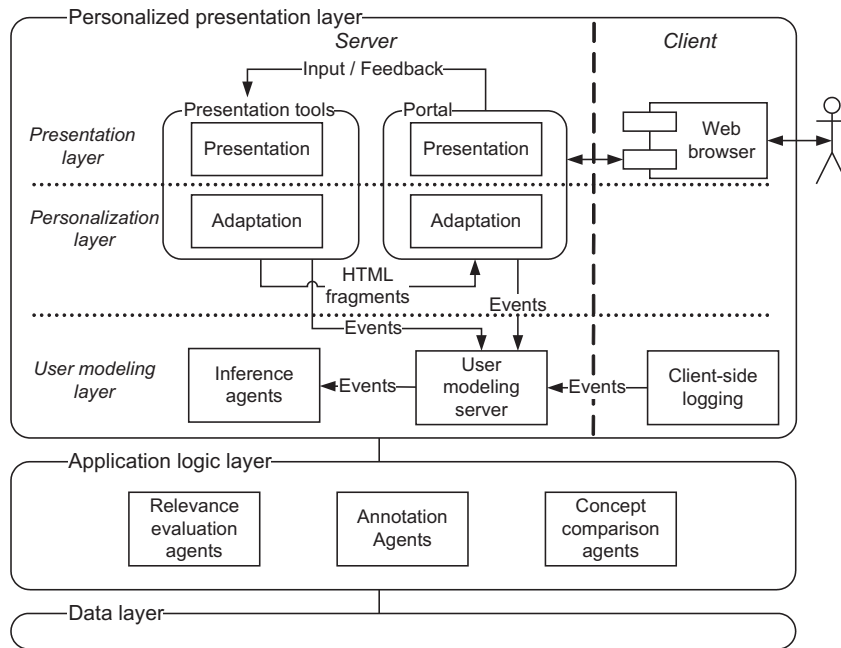 Personalized presentation layer
Server
Client
Input / Feedback
Presentation tools
Portal
Presentation
layer
Presentation
Presentation
Web
browser
Personalization
layer
Adaptation
Adaptation
HTML
fragments
Events
Events
User modeling
layer
Inference
agents
Events
User
modeling
server
Events
Client-side
logging
Application logic layer
Relevance
evaluation
agents
Annotation
Agents
Concept
comparison
agents
Data layer